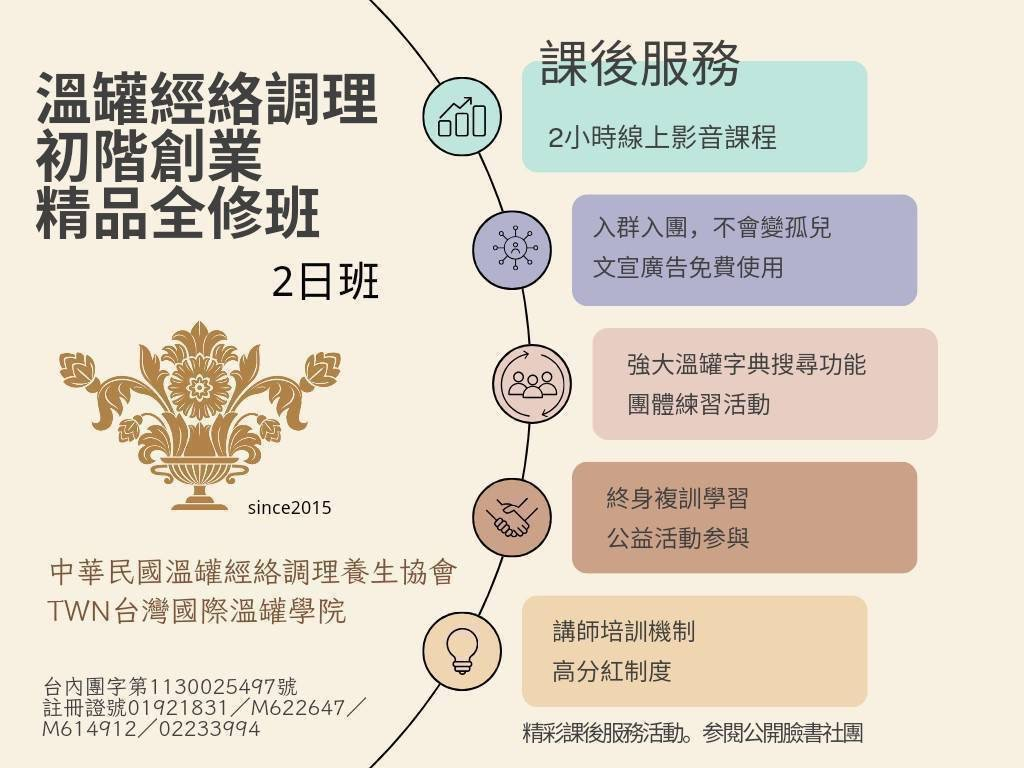 溫罐經絡調理
初階創業
精品全修班
2日班
since2015
中華民國溫罐經絡調理養生協會
TWN台灣國際溫罐學院
台內團字第1130025497號
註冊證號01921831／M622647／
M614912／02233994
課後服務
2小時線上影音課程
入群入團，不會變孤兒
文宣廣告免費使用
強大溫罐字典搜尋功能
團體練習活動
終身複訓學習
公益活動參與
講師培訓機制
高分紅制度
精彩課後服務活動。參閱公開臉書社團